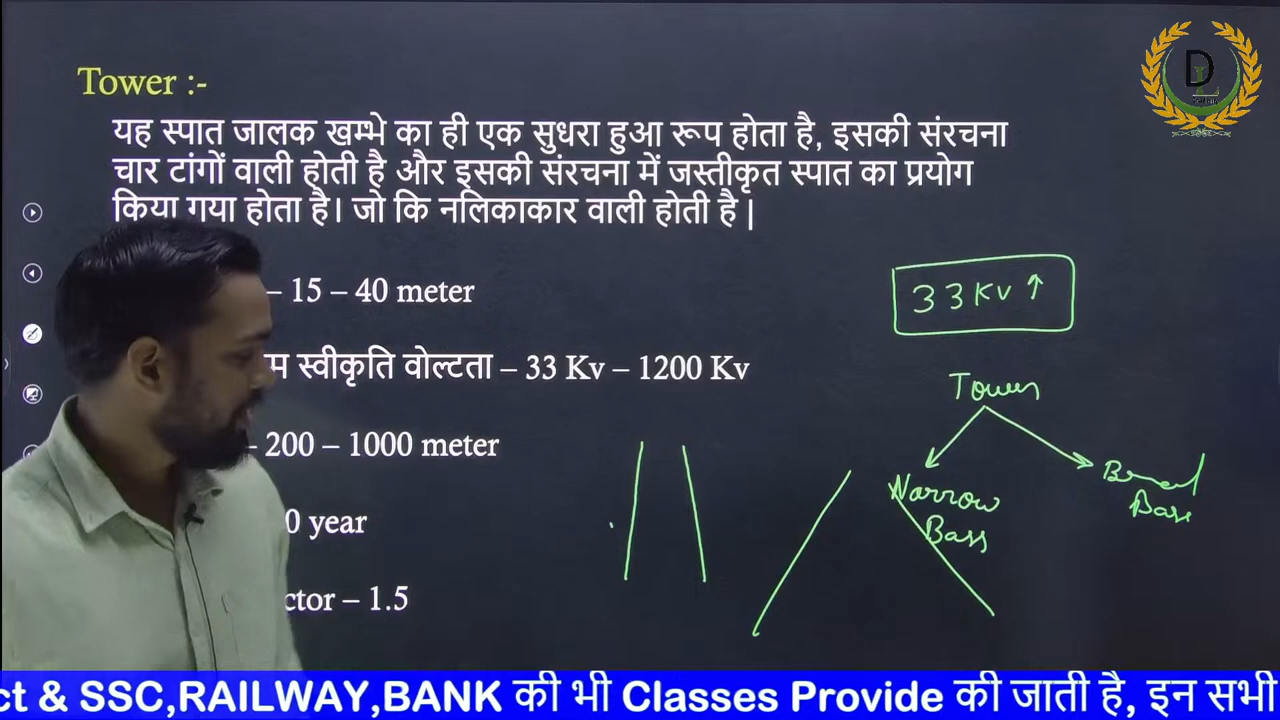 Tower :-
यह स्पात जालक खम्भे का ही एक सुधरा हुआ रूप होता है, इसकी संरचना
चार टांगों वाली होती है और इसकी संरचना में जस्तीकृत स्पात का प्रयोग
किया गया होता है। जो कि नलिकाकार वाली होती है |
– 15 – 40 meter
म स्वीकृति वोल्टता – 33 Kv – 1200 Kv
– 200 – 1000 meter
0 year
ctor – 1.5
33 Kv ↑
Tower
Narrow
Bass
Base
D
L
ct & SSC,RAILWAY,BANK की भी Classes Provide की जाती है, इन सभी